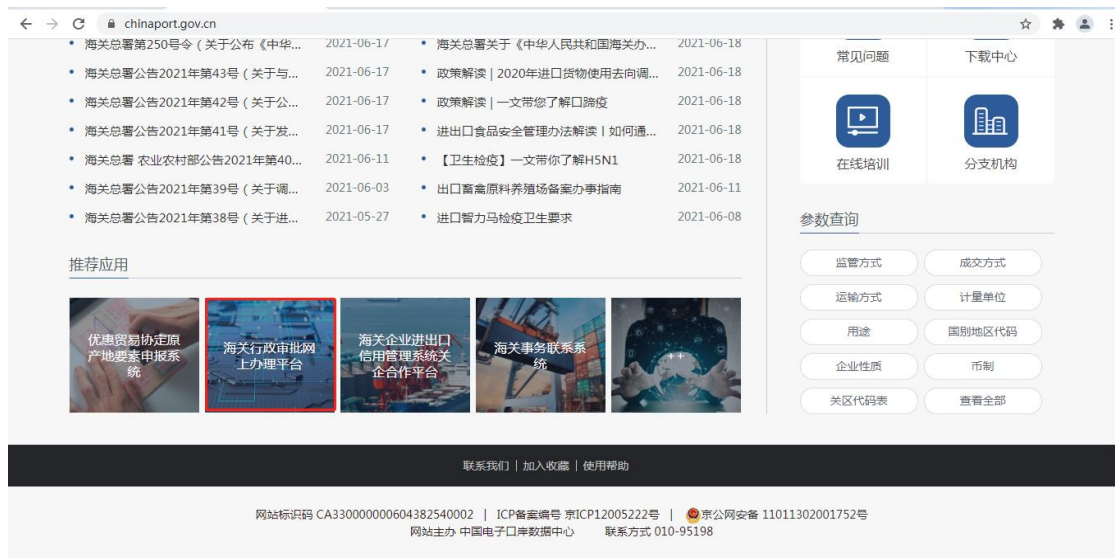 chinaport.gov.cn
海关总署第250号令（关于公布《中华... 2021-06-17
海关总署公告2021年第43号（关于与... 2021-06-17
海关总署公告2021年第42号（关于公... 2021-06-17
海关总署公告2021年第41号（关于发... 2021-06-17
海关总署 农业农村部公告2021年第40... 2021-06-11
海关总署公告2021年第39号（关于调... 2021-06-03
海关总署公告2021年第38号（关于进... 2021-05-27
海关总署关于《中华人民共和国海关办... 2021-06-18
政策解读 | 2020年进口货物使用去向调... 2021-06-18
政策解读 | 一文带您了解口蹄疫 2021-06-18
进出口食品安全管理办法解读丨如何通... 2021-06-18
【卫生检疫】一文带你了解H5N1 2021-06-18
出口畜禽原料养殖场备案办事指南 2021-06-11
进口智力马检疫卫生要求 2021-06-08
常见问题 下载中心
在线培训 分支机构
参数查询
监管方式 成交方式
运输方式 计量单位
用途 国别地区代码
企业性质 币制
关区代码表 查看全部
推荐应用
优惠贸易协定原
产地要素申报系
统
海关行政审批网
上办理平台
海关企业进出口
信用管理系统关
企合作平台
海关事务联系系
统
++
联系我们 | 加入收藏 | 使用帮助
网站标识码 CA330000000604382540002 | ICP备案编号 京ICP12005222号 | 京公网安备 11011302001752号
网站主办 中国电子口岸数据中心 联系方式 010-95198